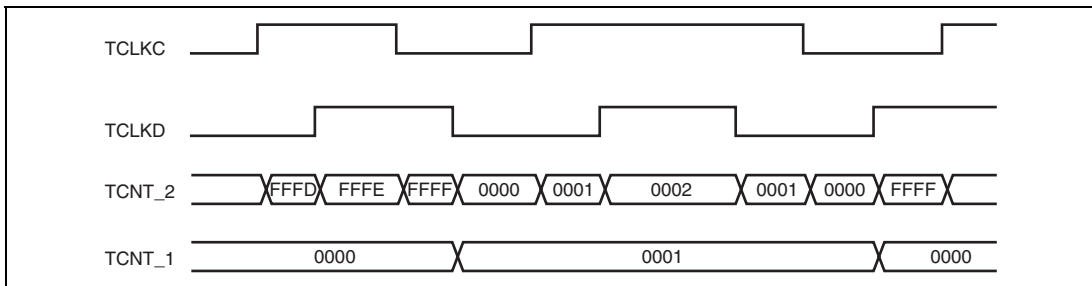 TCLKC
TCLKD
TCNT_2 FFFD FFFE FFFF 0000 0001 0002 0001 0000 FFFF
TCNT_1 0000 0001 0000